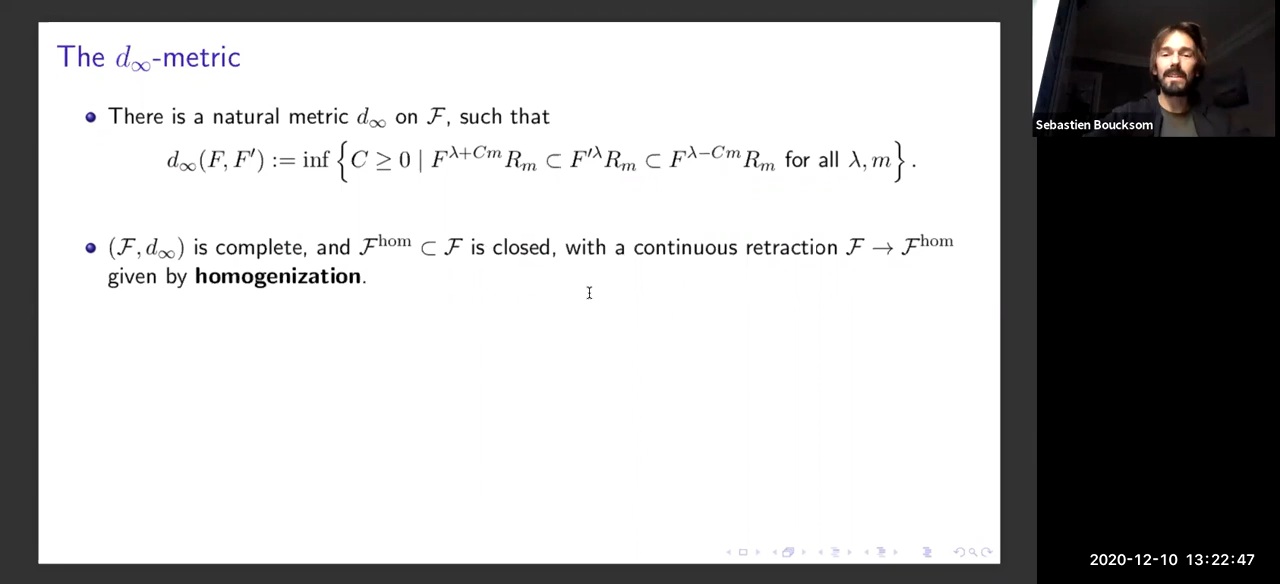 The d∞-metric
There is a natural metric d∞ on ℱ, such that
d∞(F, F′) := inf {C ≥ 0 | F^{λ+Cm} R_m ⊂ F′^λ R_m ⊂ F^{λ−Cm} R_m for all λ, m}.
(ℱ, d∞) is complete, and ℱ^hom ⊂ ℱ is closed, with a continuous retraction ℱ → ℱ^hom
given by homogenization.
Sebastien Boucksom
2020-12-10 13:22:47